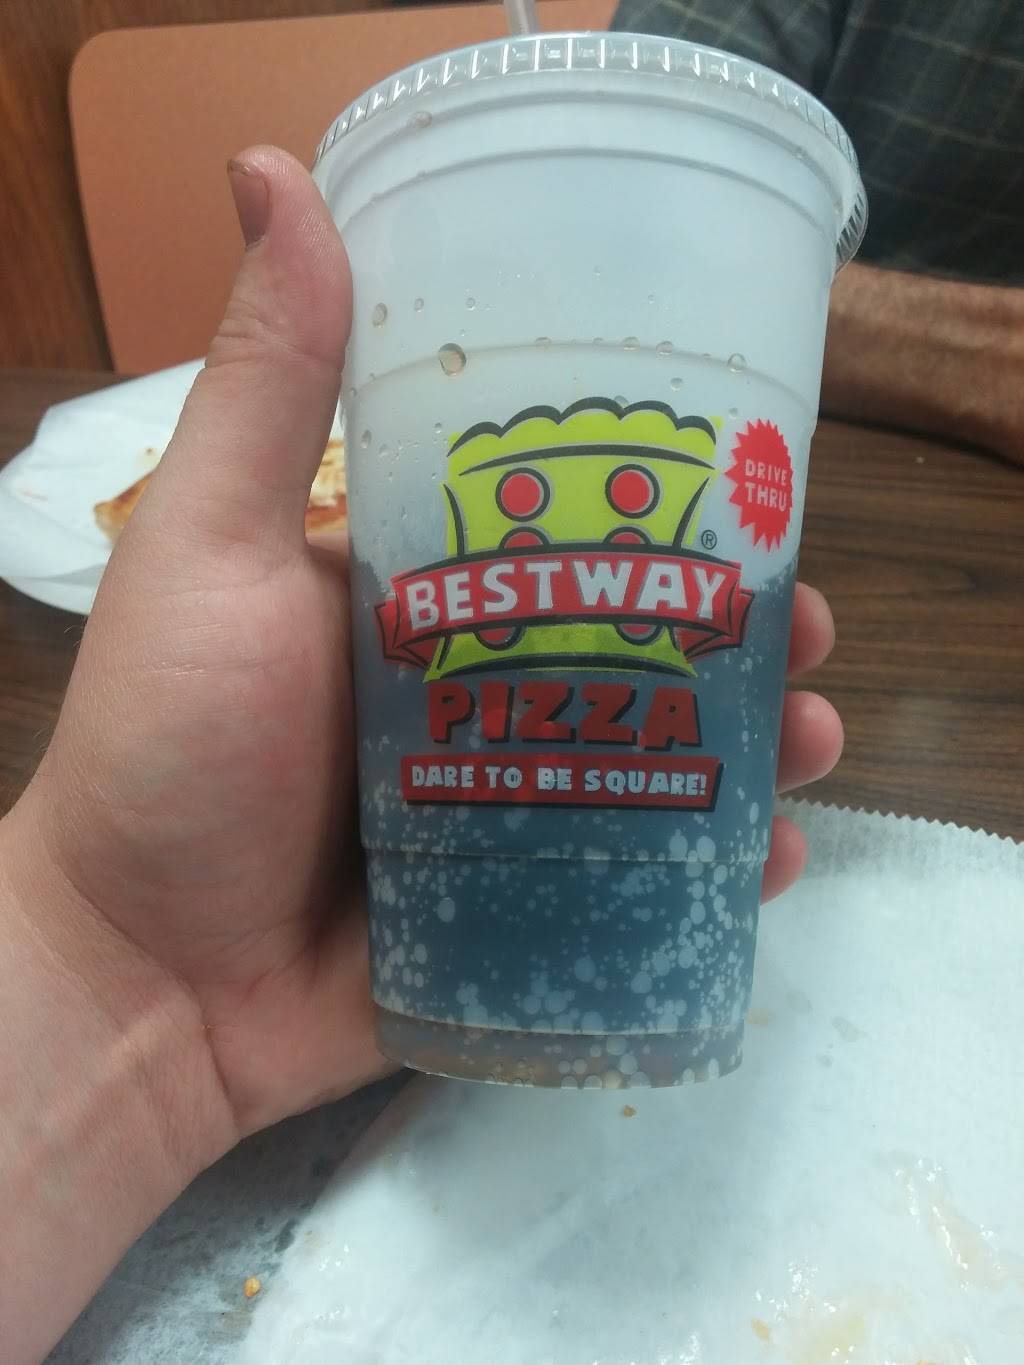 DRIVE
THRU
®
BESTWAY
PIZZA
DARE TO BE SQUARE!